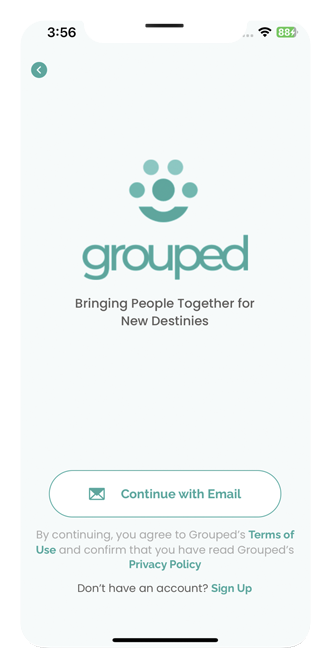 3:56
88
grouped
Bringing People Together for
New Destinies
Continue with Email
By continuing, you agree to Grouped's Terms of
Use and confirm that you have read Grouped's
Privacy Policy
Don't have an account? Sign Up